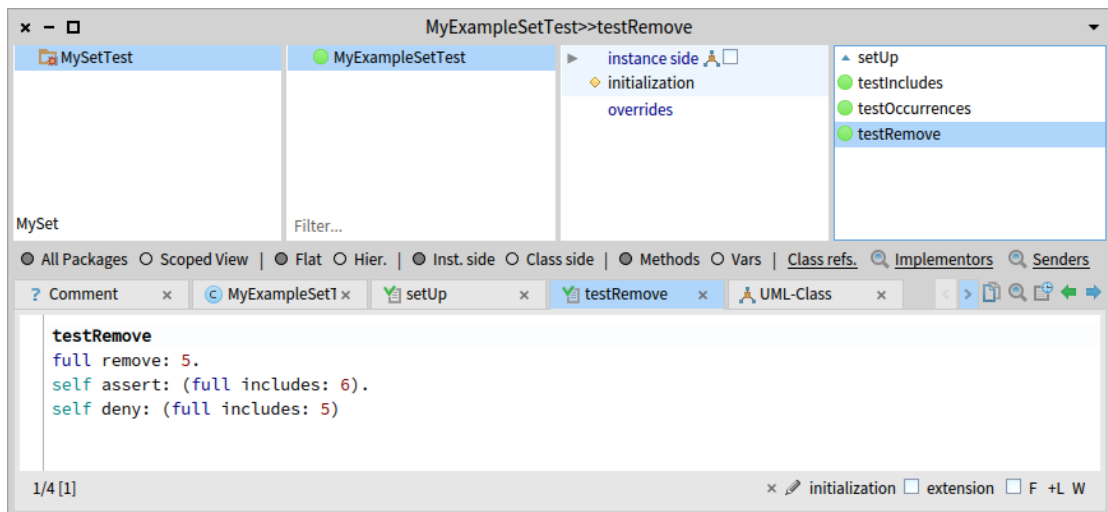 MyExampleSetTest>>testRemove
MySetTest
MyExampleSetTest
instance side
initialization
overrides
setUp
testIncludes
testOccurrences
testRemove
MySet
Filter...
All Packages Scoped View | Flat Hier. | Inst. side Class side | Methods Vars | Class refs. Implementors Senders
? Comment × C MyExampleSetT × setUp × testRemove × UML-Class ×
testRemove
full remove: 5.
self assert: (full includes: 6).
self deny: (full includes: 5)
1/4 [1] × initialization extension F +L W